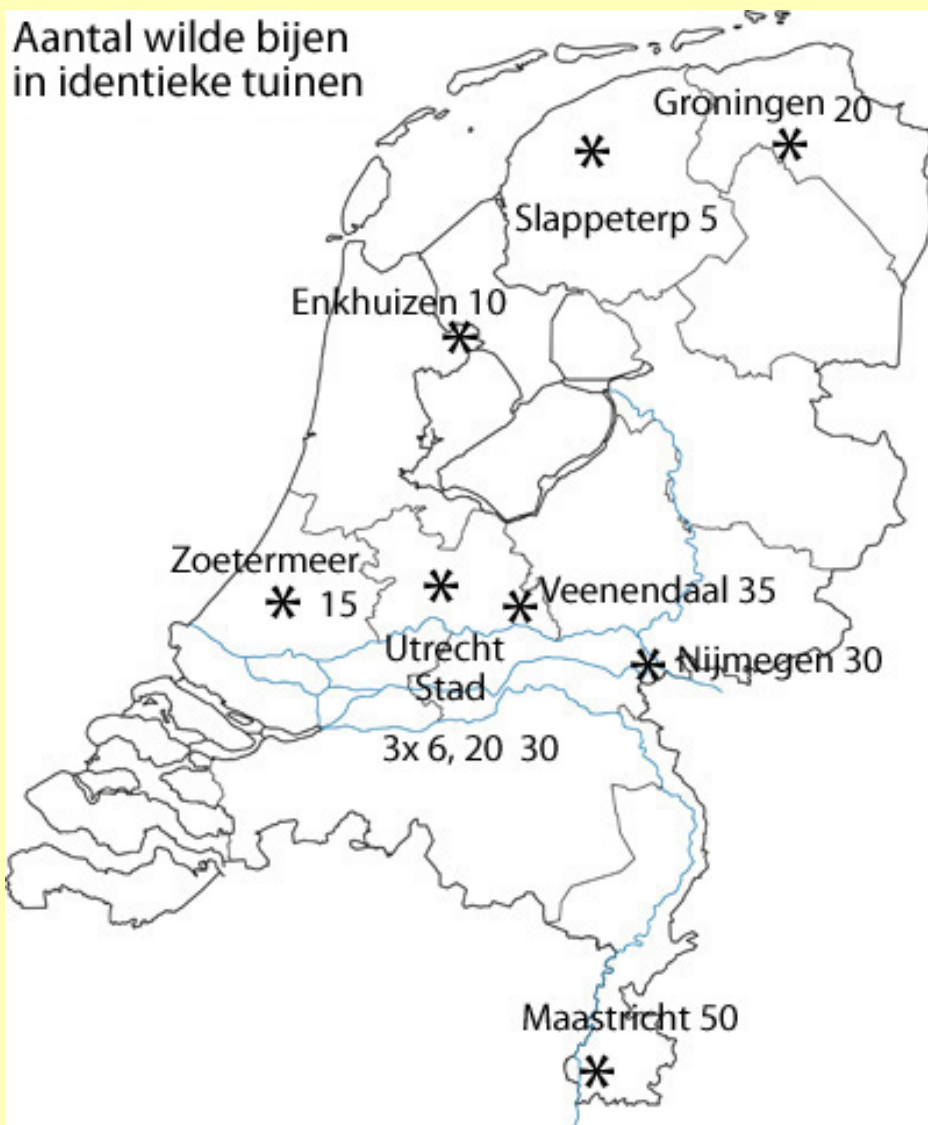 Aantal wilde bijen
in identieke tuinen
Groningen 20
Slappeterp 5
Enkhuizen 10
Zoetermeer
15
Veenendaal 35
Utrecht
Stad
Nijmegen 30
3x 6, 20 30
Maastricht 50